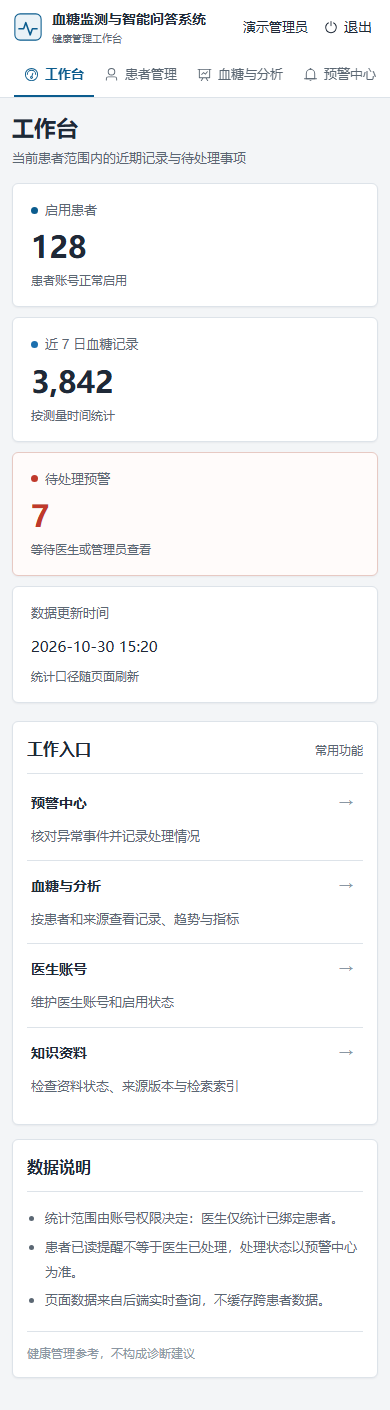 血糖监测与智能问答系统
健康管理工作台
演示管理员
退出
工作台
患者管理
血糖与分析
预警中心
工作台
当前患者范围内的近期记录与待处理事项
启用患者
128
患者账号正常启用
近 7 日血糖记录
3,842
按测量时间统计
待处理预警
7
等待医生或管理员查看
数据更新时间
2026-10-30 15:20
统计口径随页面刷新
工作入口
常用功能
预警中心 →
核对异常事件并记录处理情况
血糖与分析 →
按患者和来源查看记录、趋势与指标
医生账号 →
维护医生账号和启用状态
知识资料 →
检查资料状态、来源版本与检索索引
数据说明
• 统计范围由账号权限决定：医生仅统计已绑定患者。
• 患者已读提醒不等于医生已处理，处理状态以预警中心
为准。
• 页面数据来自后端实时查询，不缓存跨患者数据。
健康管理参考，不构成诊断建议